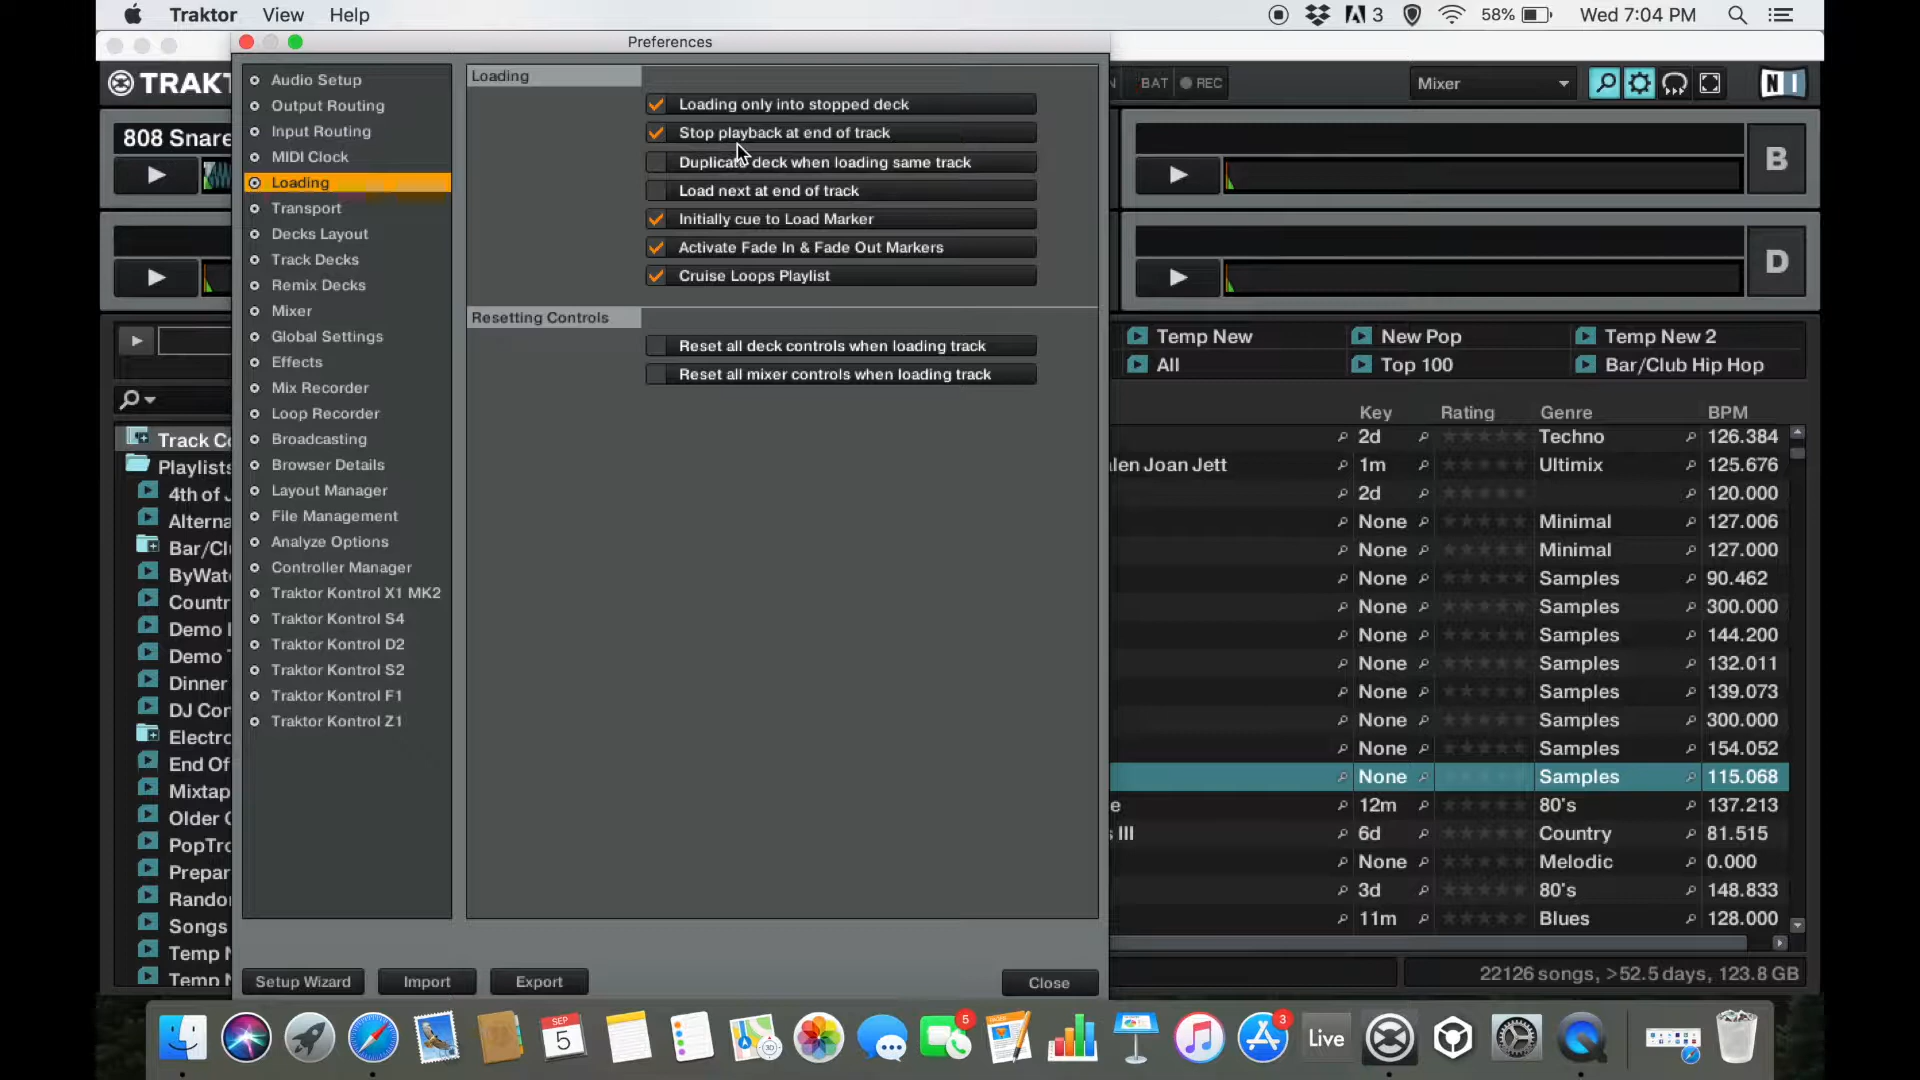 Traktor View Help
3 58% Wed 7:04 PM
Preferences
TRAKT
BAT REC
Mixer
NI
808 Snare
B
D
Audio Setup
Output Routing
Input Routing
MIDI Clock
Loading
Transport
Decks Layout
Track Decks
Remix Decks
Mixer
Global Settings
Effects
Mix Recorder
Loop Recorder
Broadcasting
Browser Details
Layout Manager
File Management
Analyze Options
Controller Manager
Traktor Kontrol X1 MK2
Traktor Kontrol S4
Traktor Kontrol D2
Traktor Kontrol S2
Traktor Kontrol F1
Traktor Kontrol Z1
Loading
Loading only into stopped deck
Stop playback at end of track
Duplicate deck when loading same track
Load next at end of track
Initially cue to Load Marker
Activate Fade In & Fade Out Markers
Cruise Loops Playlist
Resetting Controls
Reset all deck controls when loading track
Reset all mixer controls when loading track
Setup Wizard Import Export Close
Temp New New Pop Temp New 2
All Top 100 Bar/Club Hip Hop
Track Co
Playlists
4th of J
Alterna
Bar/Clu
ByWate
Countr
Demo
Demo T
Dinner
DJ Con
Electro
End Of
Mixtap
Older
PopTro
Prepar
Rando
Songs
Temp N
Temp N
Key Rating Genre BPM
2d Techno 126.384
len Joan Jett 1m Ultimix 125.676
2d 120.000
None Minimal 127.006
None Minimal 127.000
None Samples 90.462
None Samples 300.000
None Samples 144.200
None Samples 132.011
None Samples 139.073
None Samples 300.000
None Samples 154.052
None Samples 115.068
e 12m 80's 137.213
s III 6d Country 81.515
None Melodic 0.000
3d 80's 148.833
11m Blues 128.000
22126 songs, >52.5 days, 123.8 GB
SEP
5
3D
5
3
Live